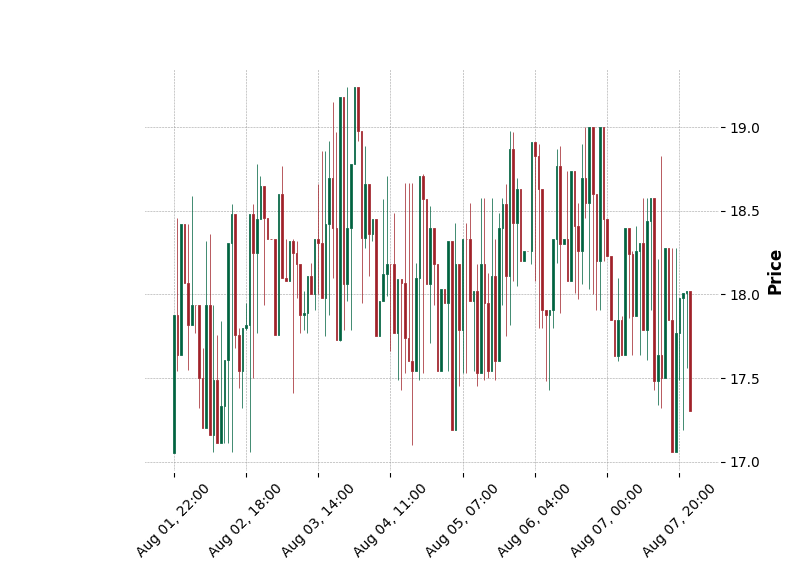 19.0
18.5
18.0
17.5
17.0
Price
Aug 01, 22:00
Aug 02, 18:00
Aug 03, 14:00
Aug 04, 11:00
Aug 05, 07:00
Aug 06, 04:00
Aug 07, 00:00
Aug 07, 20:00